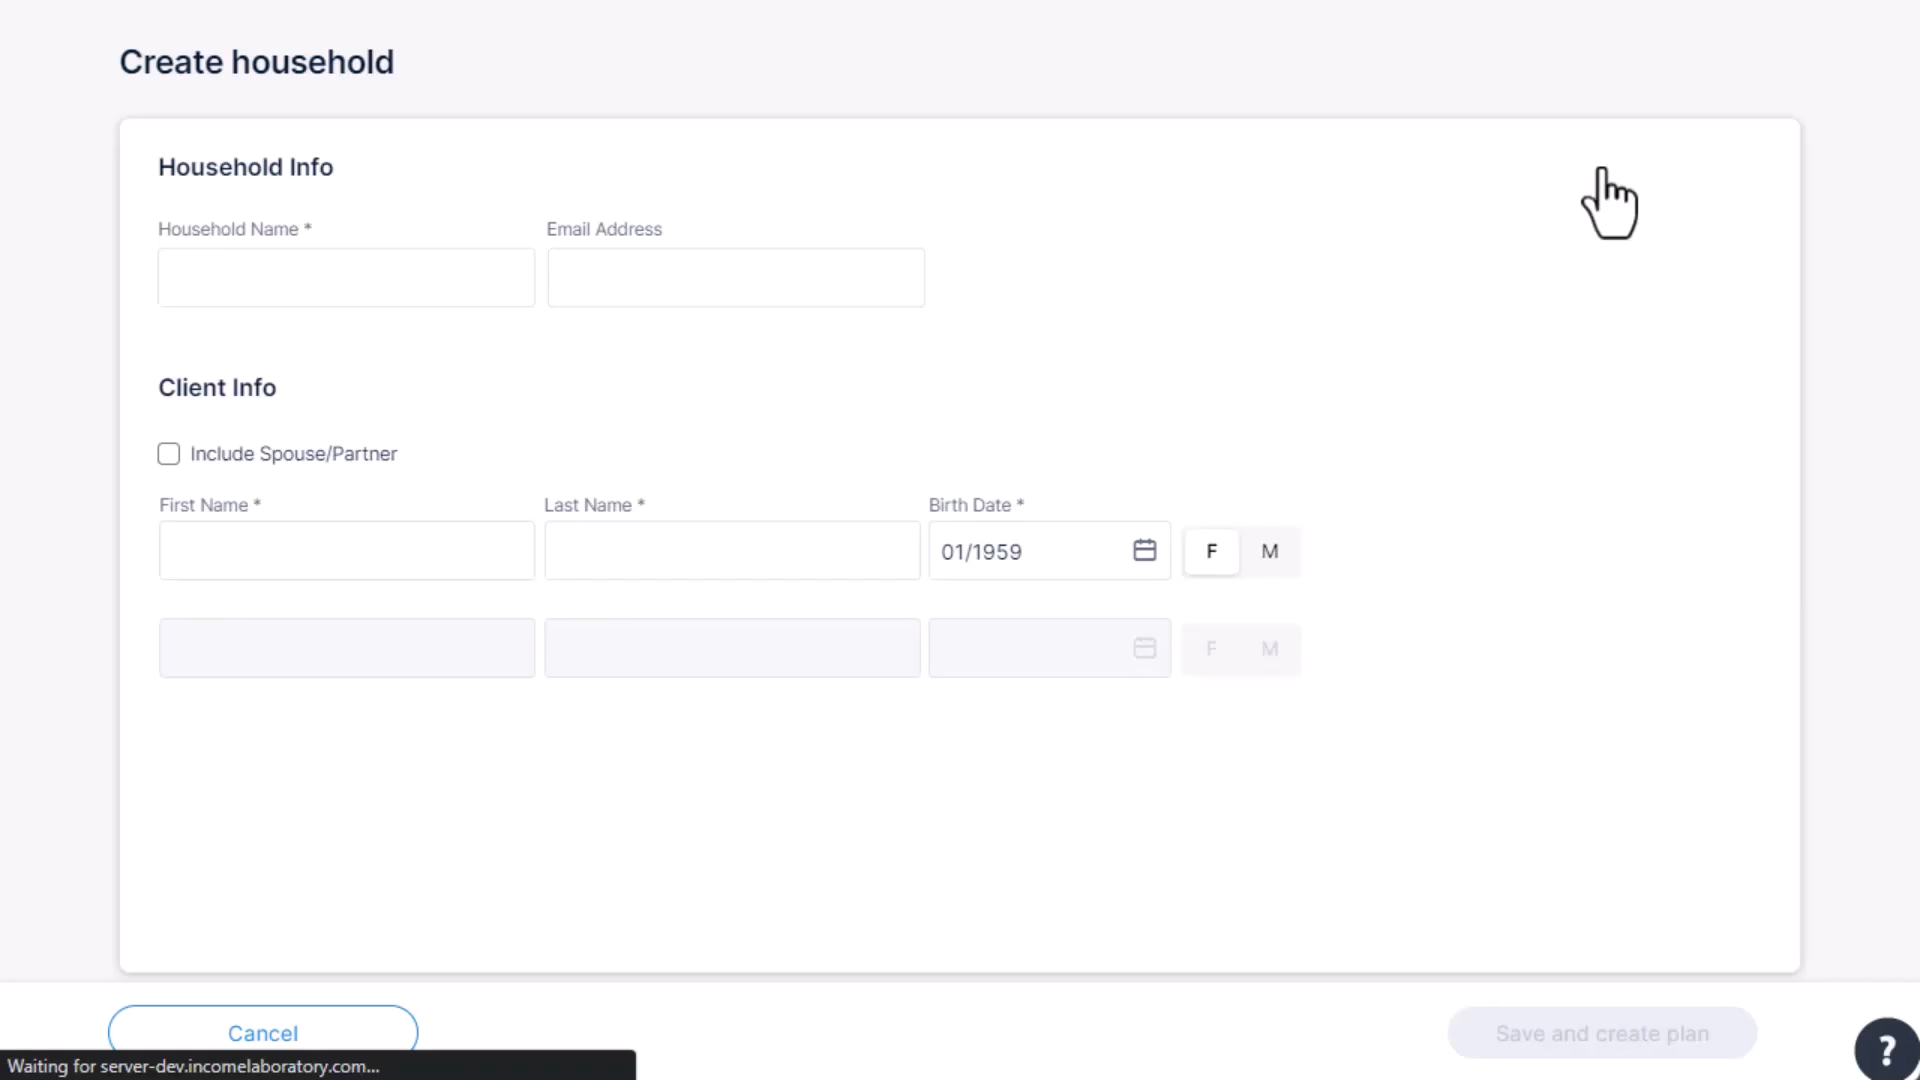 Create household
Household Info
Household Name * Email Address
Client Info
Include Spouse/Partner
First Name * Last Name * Birth Date *
01/1959 F M
F M
Cancel Save and create plan
?
Waiting for server-dev.incomelaboratory.com...